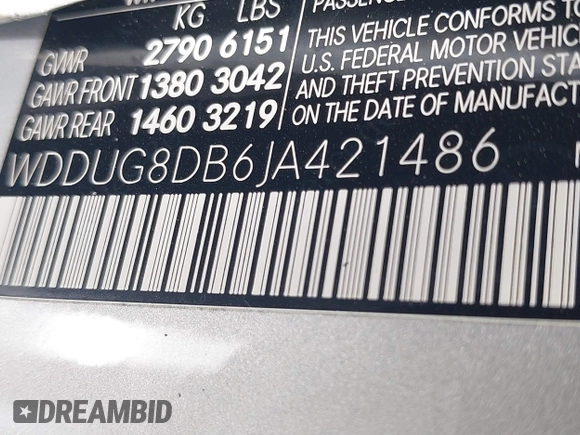 KG LBS
GVWR 2790 6151
GAWR FRONT 1380 3042
GAWR REAR 1460 3219
THIS VEHICLE CONFORMS TO
U.S. FEDERAL MOTOR VEHIC
AND THEFT PREVENTION STA
ON THE DATE OF MANUFACT
WDDUG8DB6JA421486
DREAMBID